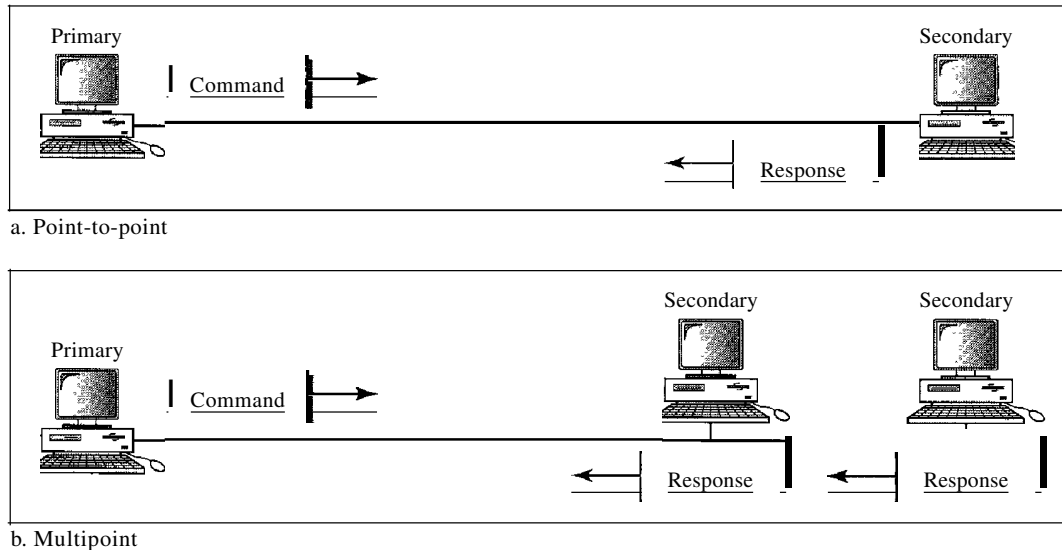 Primary
Secondary
Command
Response
a. Point-to-point
Secondary
Secondary
Primary
Command
Response
Response
b. Multipoint